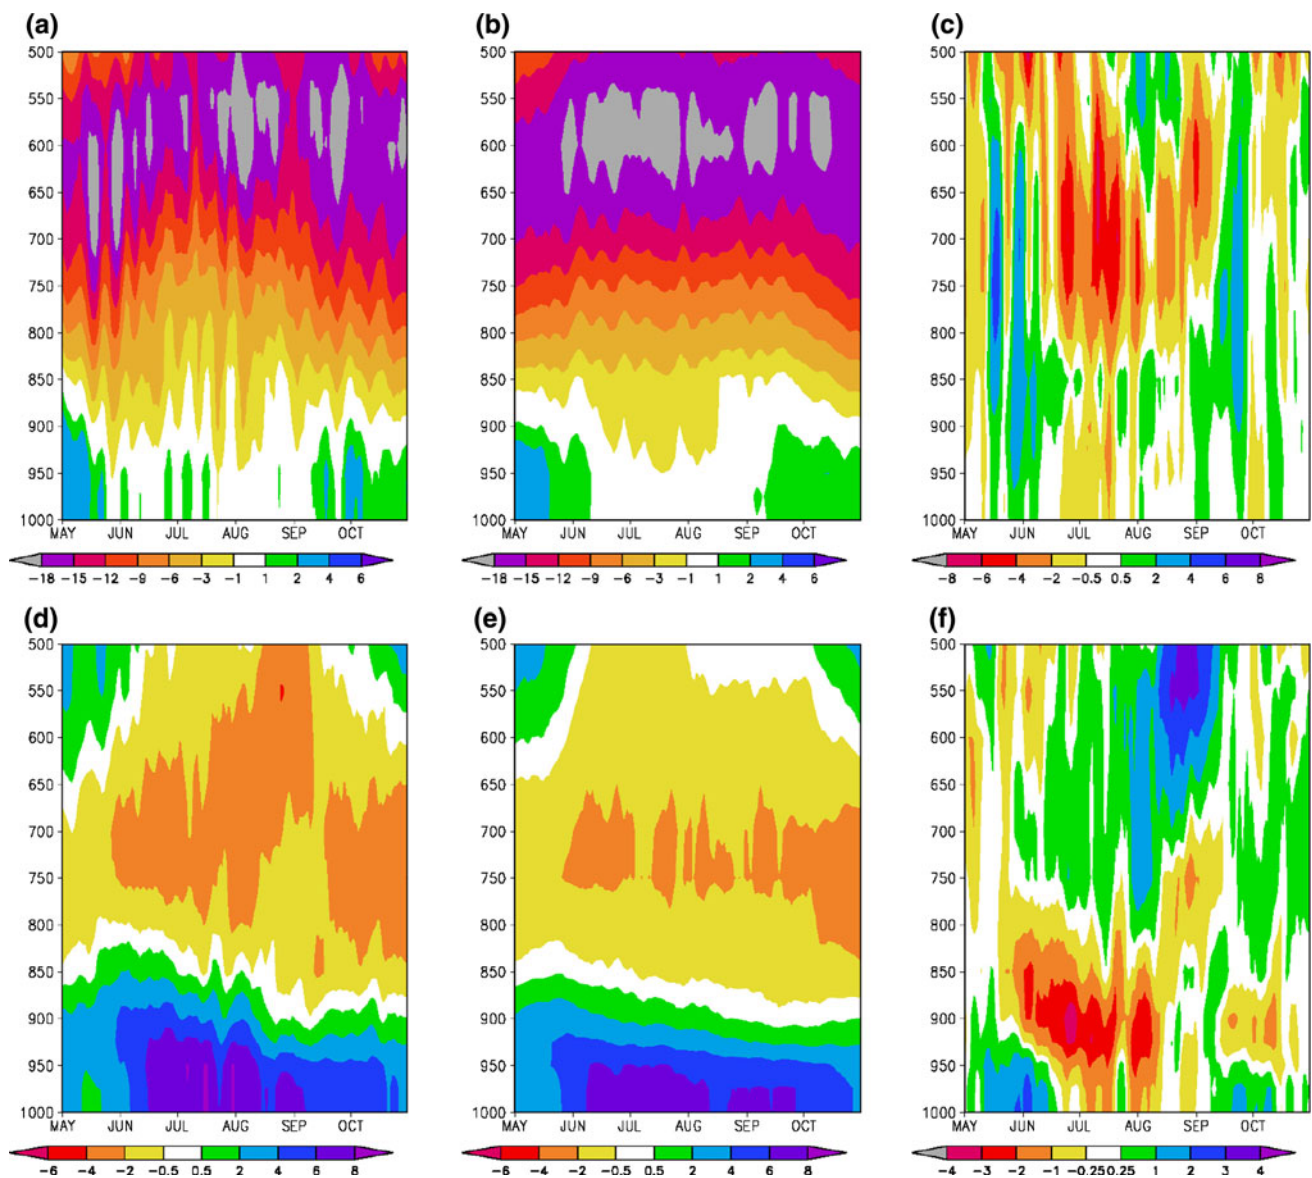 (a) (b) (c)
500 550 600 650 700 750 800 850 900 950 1000
MAY JUN JUL AUG SEP OCT
-18 -15 -12 -9 -6 -3 -1 1 2 4 6
500 550 600 650 700 750 800 850 900 950 1000
MAY JUN JUL AUG SEP OCT
-18 -15 -12 -9 -6 -3 -1 1 2 4 6
500 550 600 650 700 750 800 850 900 950 1000
MAY JUN JUL AUG SEP OCT
-8 -6 -4 -2 -0.5 0.5 2 4 6 8
(d) (e) (f)
500 550 600 650 700 750 800 850 900 950 1000
MAY JUN JUL AUG SEP OCT
-6 -4 -2 -0.5 0.5 2 4 6 8
500 550 600 650 700 750 800 850 900 950 1000
MAY JUN JUL AUG SEP OCT
-6 -4 -2 -0.5 0.5 2 4 6 8
500 550 600 650 700 750 800 850 900 950 1000
MAY JUN JUL AUG SEP OCT
-4 -3 -2 -1 -0.25 0.25 1 2 3 4